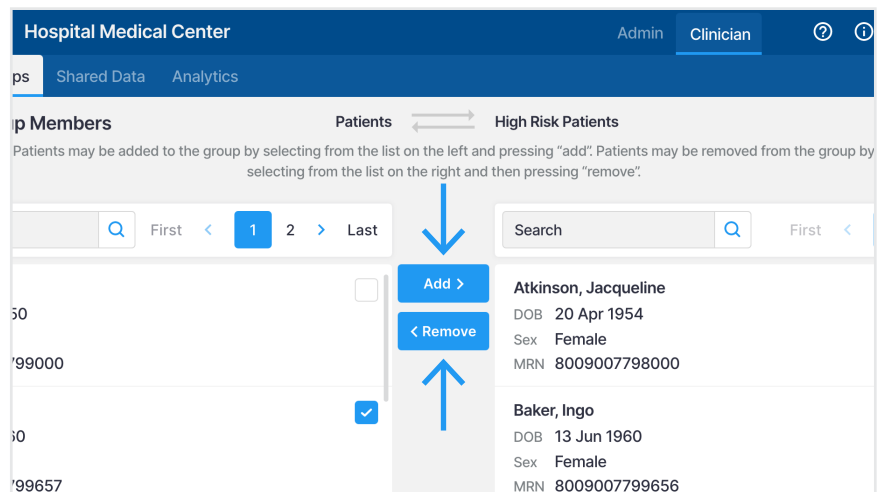 Hospital Medical Center
Admin
Clinician
ps
Shared Data
Analytics
p Members
Patients
High Risk Patients
Patients may be added to the group by selecting from the list on the left and pressing “add”. Patients may be removed from the group by
selecting from the list on the right and then pressing “remove”.
First < 1 2 > Last
Search
First <
Add >
< Remove
50
799000
60
799657
Atkinson, Jacqueline
DOB 20 Apr 1954
Sex Female
MRN 8009007798000
Baker, Ingo
DOB 13 Jun 1960
Sex Female
MRN 8009007799656